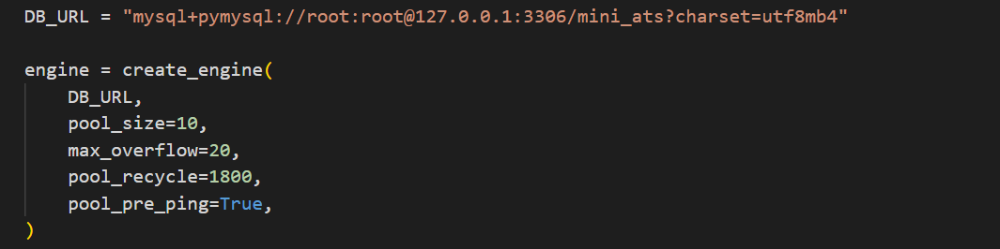 DB_URL = "mysql+pymysql://root:root@127.0.0.1:3306/mini_ats?charset=utf8mb4"
engine = create_engine(
    DB_URL,
    pool_size=10,
    max_overflow=20,
    pool_recycle=1800,
    pool_pre_ping=True,
)